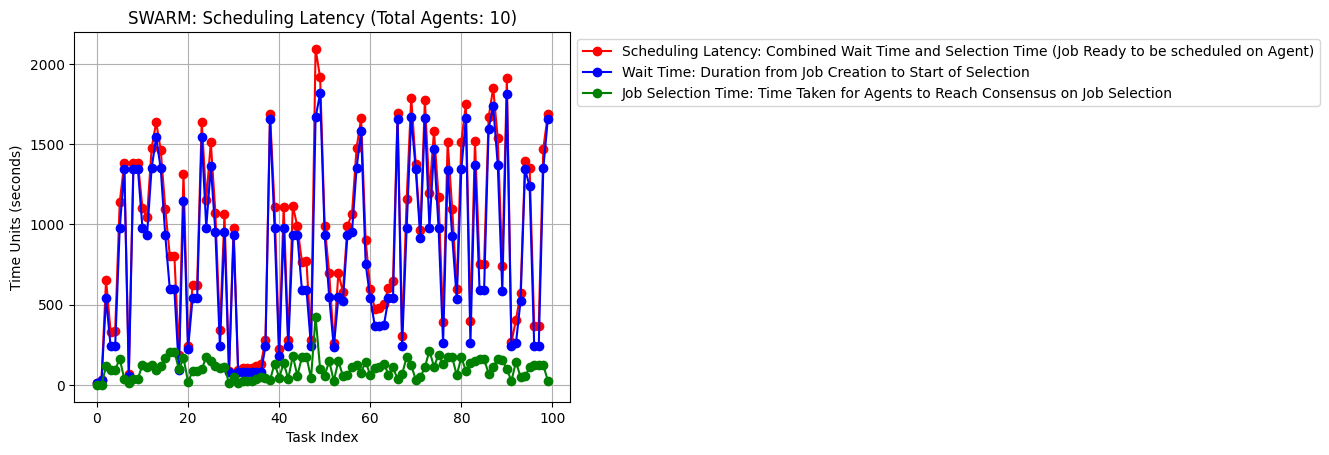 SWARM: Scheduling Latency (Total Agents: 10)
Scheduling Latency: Combined Wait Time and Selection Time (Job Ready to be scheduled on Agent)
Wait Time: Duration from Job Creation to Start of Selection
Job Selection Time: Time Taken for Agents to Reach Consensus on Job Selection
Time Units (seconds)
2000
1500
1000
500
0
0 20 40 60 80 100
Task Index